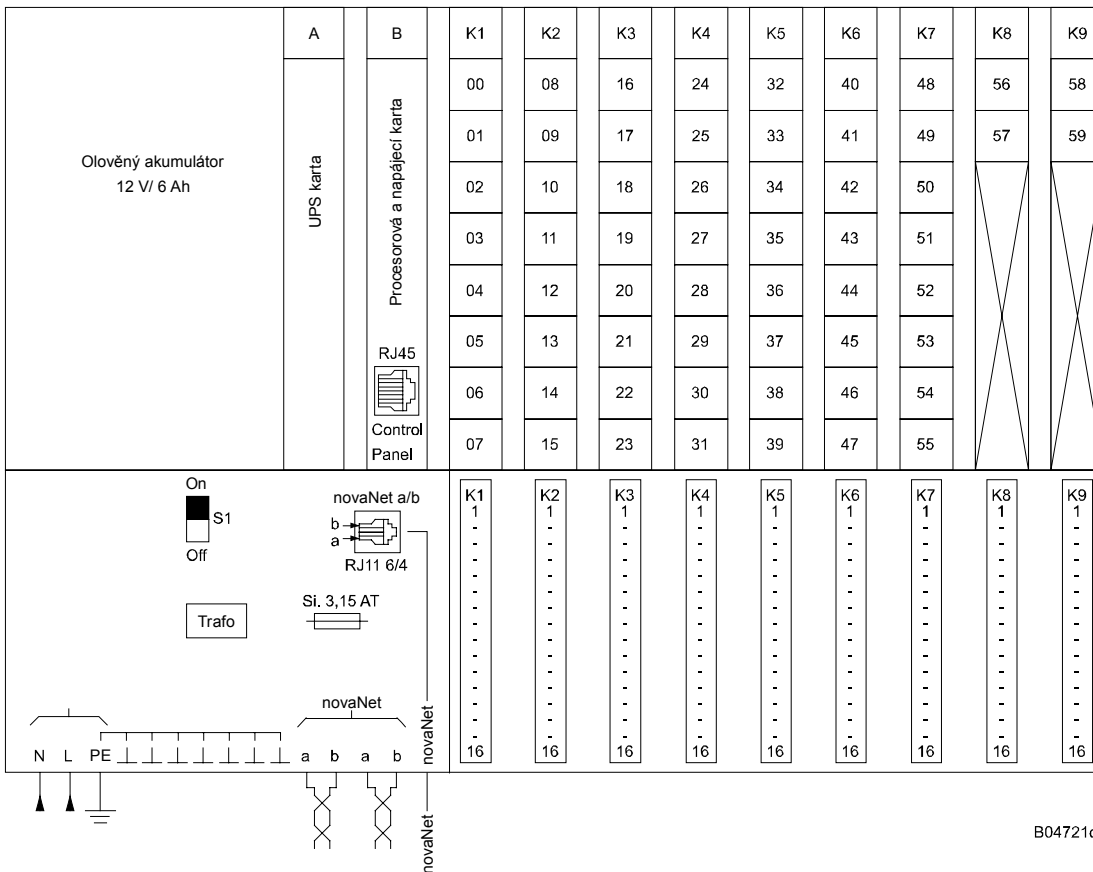 A B K1 K2 K3 K4 K5 K6 K7 K8 K9
00 08 16 24 32 40 48 56 58
01 09 17 25 33 41 49 57 59
Olověný akumulátor
12 V/ 6 Ah
UPS karta
Procesorová a napájecí karta
02 10 18 26 34 42 50
03 11 19 27 35 43 51
04 12 20 28 36 44 52
05 13 21 29 37 45 53
RJ45
06 14 22 30 38 46 54
Control
Panel
07 15 23 31 39 47 55
On
S1
Off
novaNet a/b
b
a
RJ11 6/4
K1 K2 K3 K4 K5 K6 K7 K8 K9
1 1 1 1 1 1 1 1 1
Trafo
Si. 3,15 AT
novaNet
novaNet
N L PE a b a b
16 16 16 16 16 16 16 16 16
novaNet
B04721c